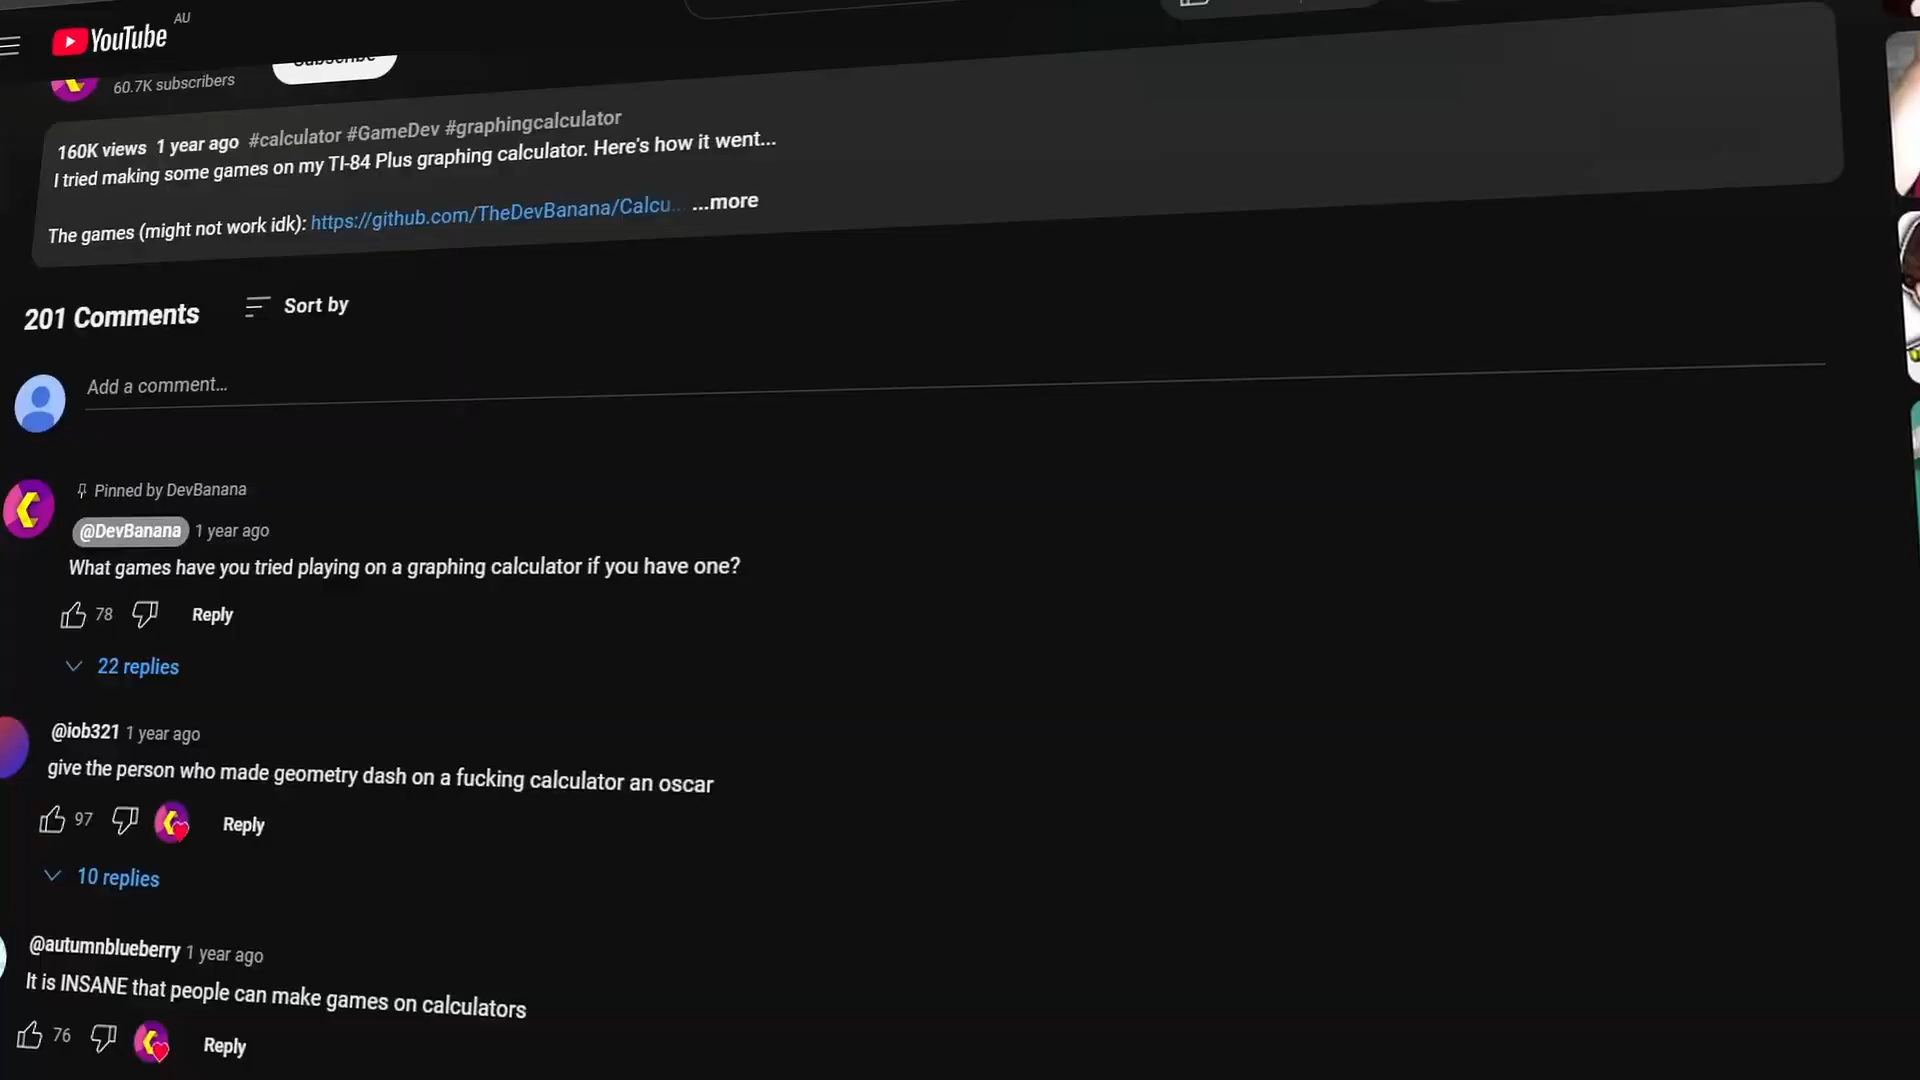 AU
YouTube
Subscribe
60.7K subscribers
160K views 1 year ago #calculator #GameDev #graphingcalculator
I tried making some games on my TI-84 Plus graphing calculator. Here's how it went...
The games (might not work idk): https://github.com/TheDevBanana/Calcu... ...more
201 Comments Sort by
Add a comment...
Pinned by DevBanana
@DevBanana 1 year ago
What games have you tried playing on a graphing calculator if you have one?
78 Reply
22 replies
@iob321 1 year ago
give the person who made geometry dash on a fucking calculator an oscar
97 Reply
10 replies
@autumnblueberry 1 year ago
It is INSANE that people can make games on calculators
76 Reply